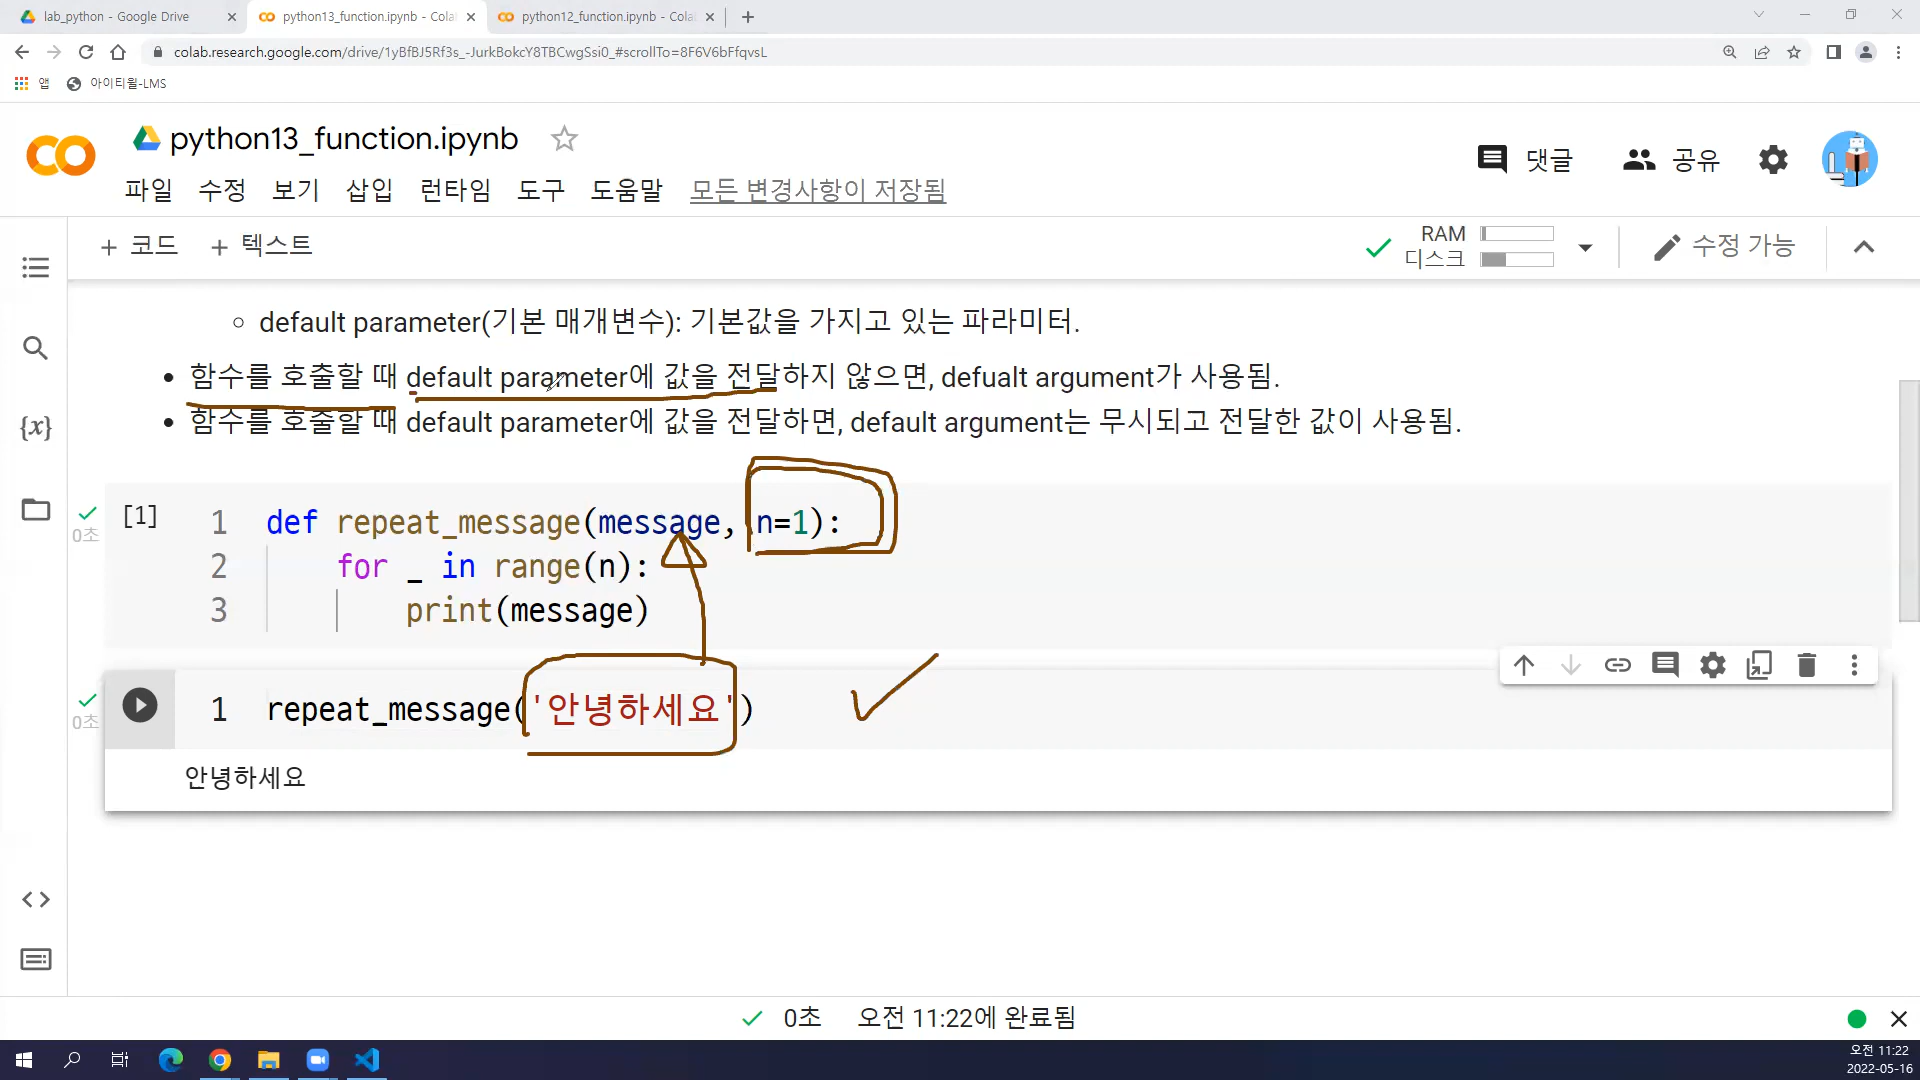 lab_python - Google Drive
python13_function.ipynb - Cola
python12_function.ipynb - Cola
colab.research.google.com/drive/1yBfBJ5Rf3s_-JurkBokcY8TBCwgSsi0_#scrollTo=8F6V6bFfqvsL
앱
아이티윌-LMS
python13_function.ipynb
댓글
공유
파일 수정 보기 삽입 런타임 도구 도움말 모든 변경사항이 저장됨
+ 코드 + 텍스트
RAM
디스크
수정 가능
default parameter(기본 매개변수): 기본값을 가지고 있는 파라미터.
함수를 호출할 때 default parameter에 값을 전달하지 않으면, defualt argument가 사용됨.
함수를 호출할 때 default parameter에 값을 전달하면, default argument는 무시되고 전달한 값이 사용됨.
0초
[1]
1 def repeat_message(message, n=1):
2 for _ in range(n):
3 print(message)
0초
1 repeat_message('안녕하세요')
안녕하세요
0초 오전 11:22에 완료됨
오전 11:22
2022-05-16